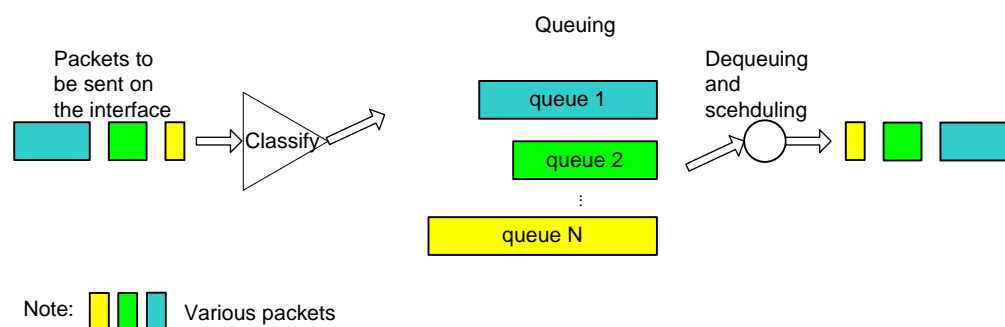 Queuing
Packets to
be sent on
the interface
Classify
queue 1
queue 2
...
queue N
Dequeuing
and
scehduling
Note:
Various packets